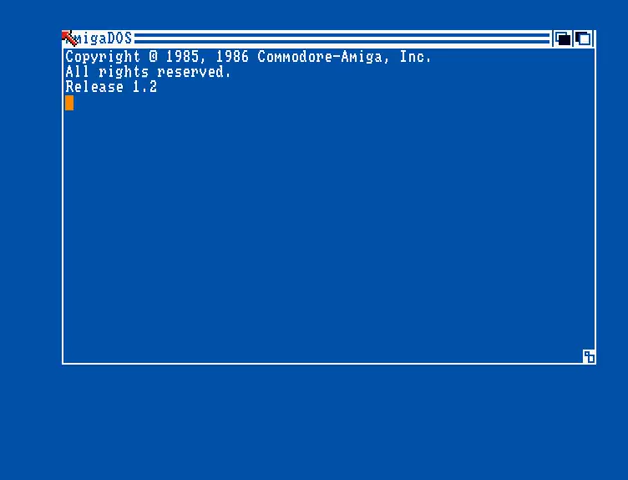 AmigaDOS
Copyright @ 1985, 1986 Commodore-Amiga, Inc.
All rights reserved.
Release 1.2